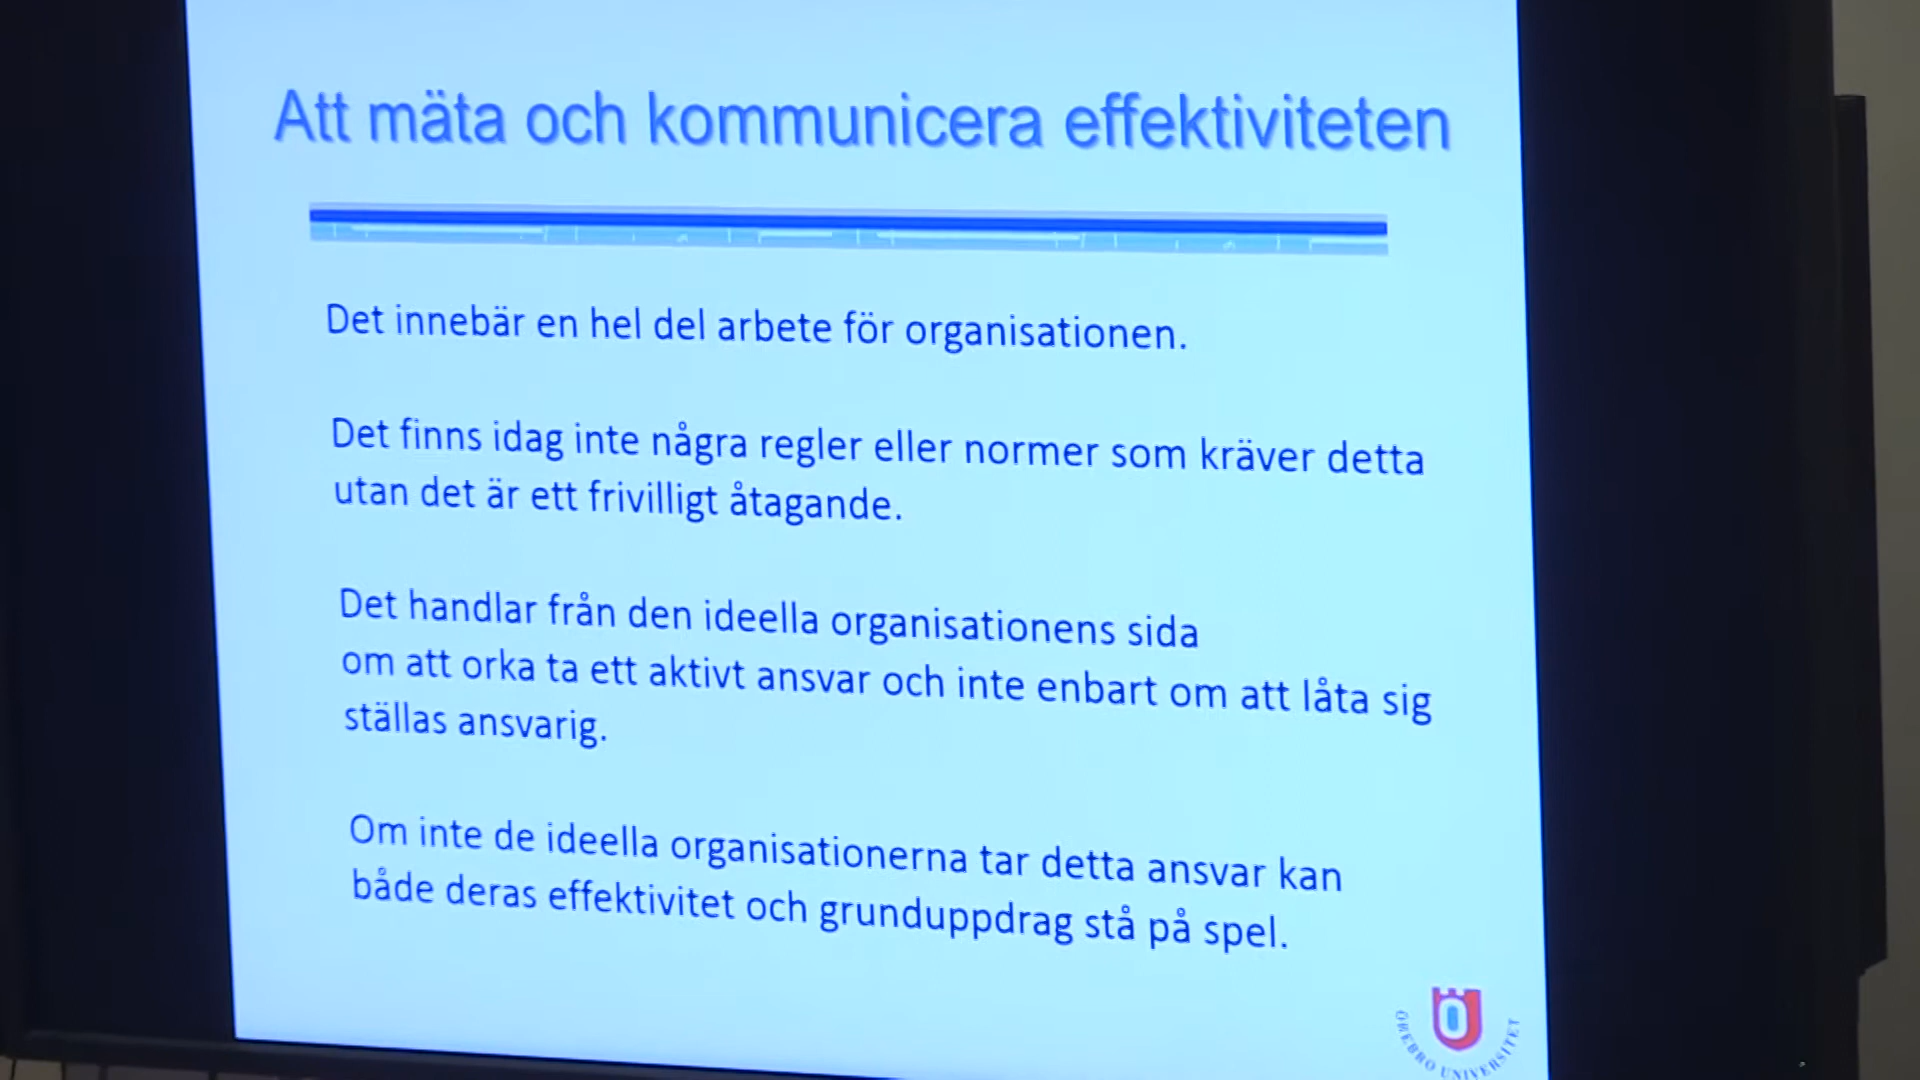 Att mäta och kommunicera effektiviteten
Det innebär en hel del arbete för organisationen.
Det finns idag inte några regler eller normer som kräver detta
utan det är ett frivilligt åtagande.
Det handlar från den ideella organisationens sida
om att orka ta ett aktivt ansvar och inte enbart om att låta sig
ställas ansvarig.
Om inte de ideella organisationerna tar detta ansvar kan
både deras effektivitet och grunduppdrag stå på spel.
ÖREBRO UNIVERSITET